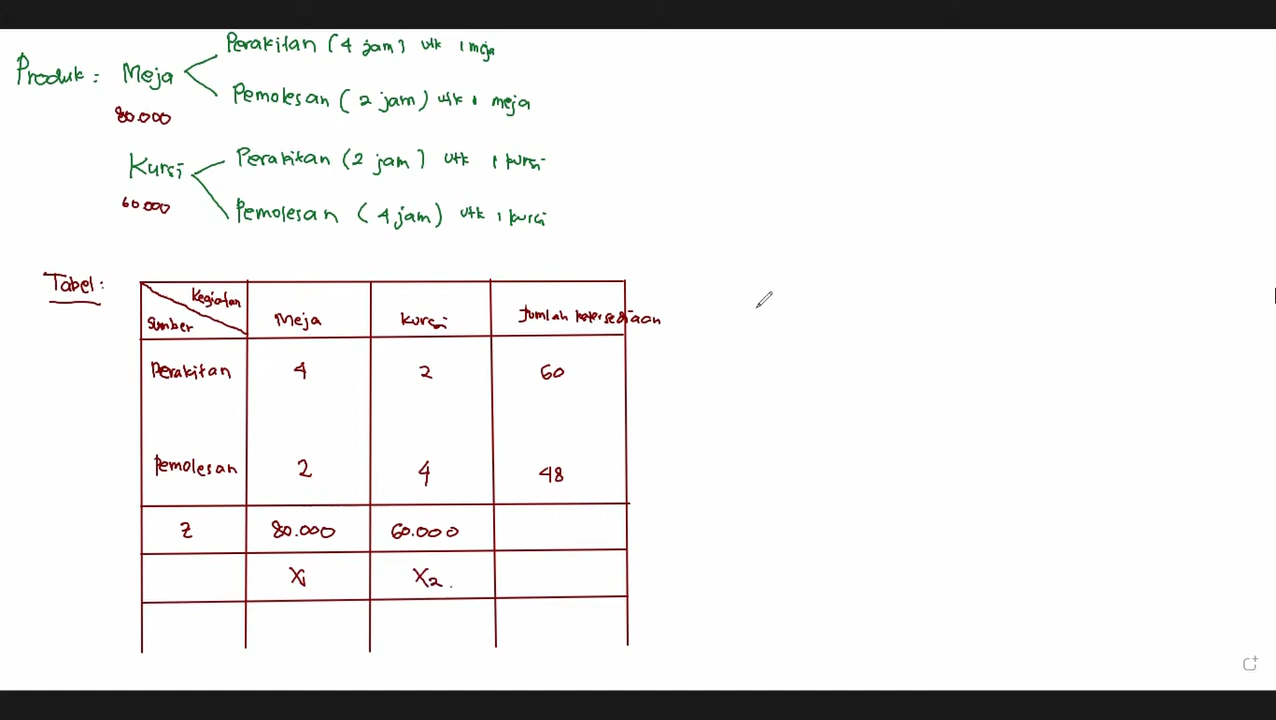 Perakitan (4 jam) utk 1 meja
Produk : Meja
Pemolesan (2 jam) utk 1 meja
80.000
Perakitan (2 jam) utk 1 kursi
Kursi
60.000
Pemolesan (4 jam) utk 1 kursi
Tabel:
Kegiatan
Sumber
Meja
Kursi
Jumlah ketersediaan
Perakitan 4 2 60
Pemolesan 2 4 48
Z 80.000 60.000
X1 X2.